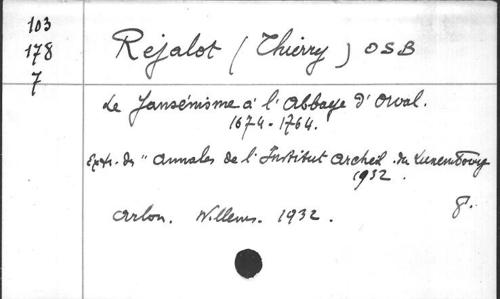 103
178
7
Rejalot (Thierry) OSB
Le Jansénisme à l'Abbaye d'Orval.
1674-1764.
Extr. des "Annales de l'Institut Archéol. du Luxembourg
1932
8.
Arlon. Willems. 1932.